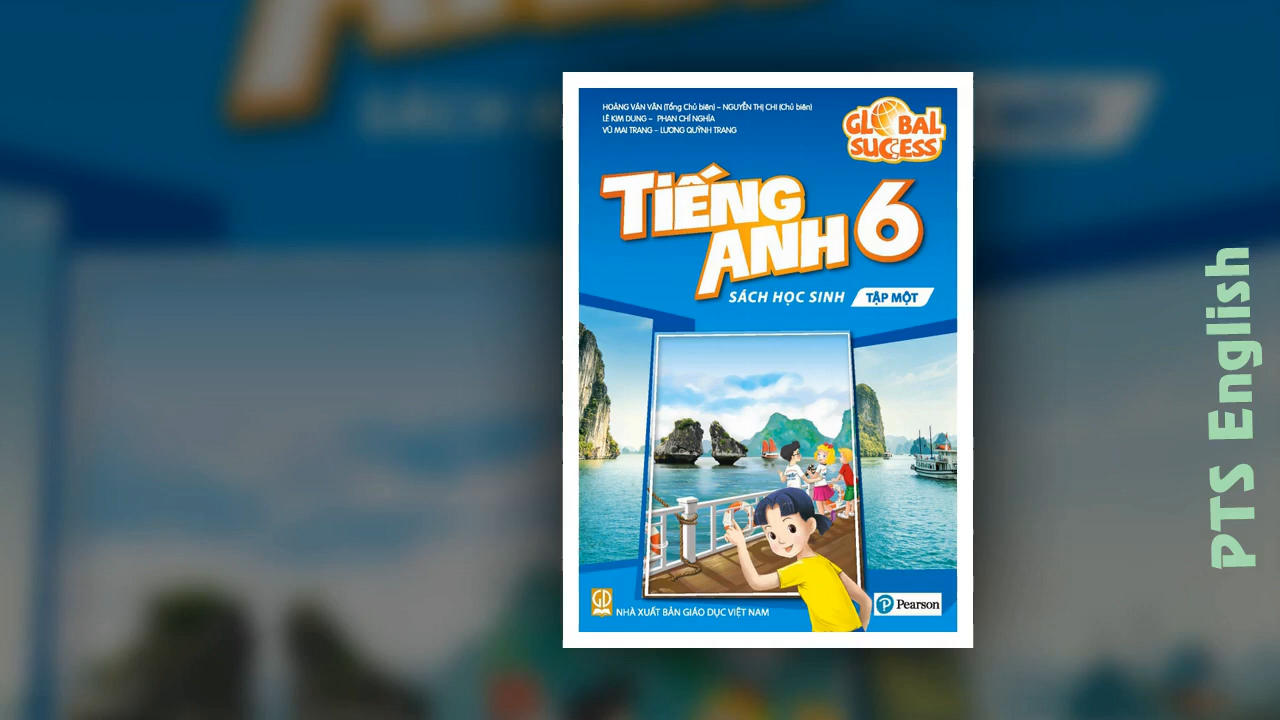 HOÀNG VĂN VÂN (Tổng Chủ biên) – NGUYỄN THỊ CHI (Chủ biên)
LÊ KIM DUNG – PHAN CHÍ NGHĨA
VŨ MAI TRANG – LƯƠNG QUỲNH TRANG
GLOBAL
SUCCESS
TIẾNG
ANH 6
SÁCH HỌC SINH TẬP MỘT
GD
NHÀ XUẤT BẢN GIÁO DỤC VIỆT NAM
Pearson
PTS English